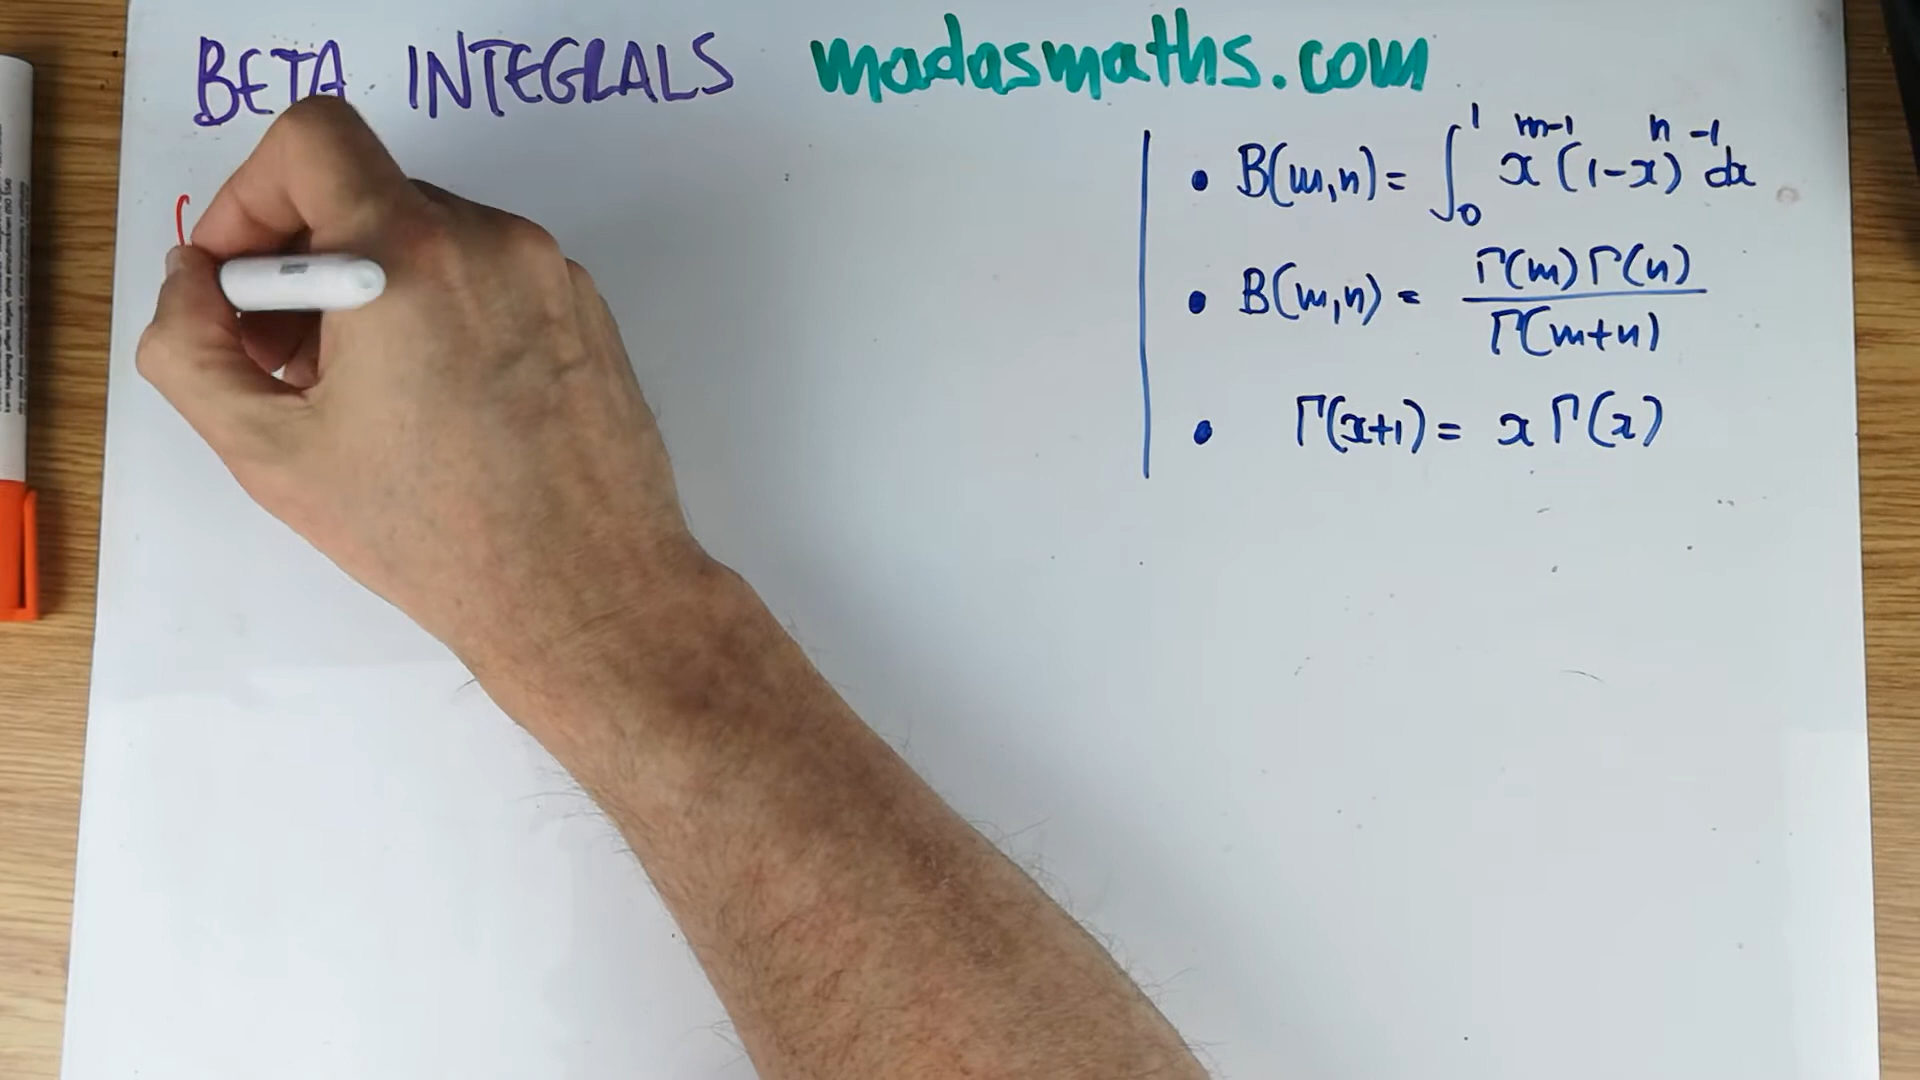 BETA INTEGRALS madasmaths.com
• B(m,n) = ∫₀¹ x^(m-1) (1-x)^(n-1) dx
• B(m,n) = Γ(m)Γ(n) / Γ(m+n)
• Γ(x+1) = x Γ(x)